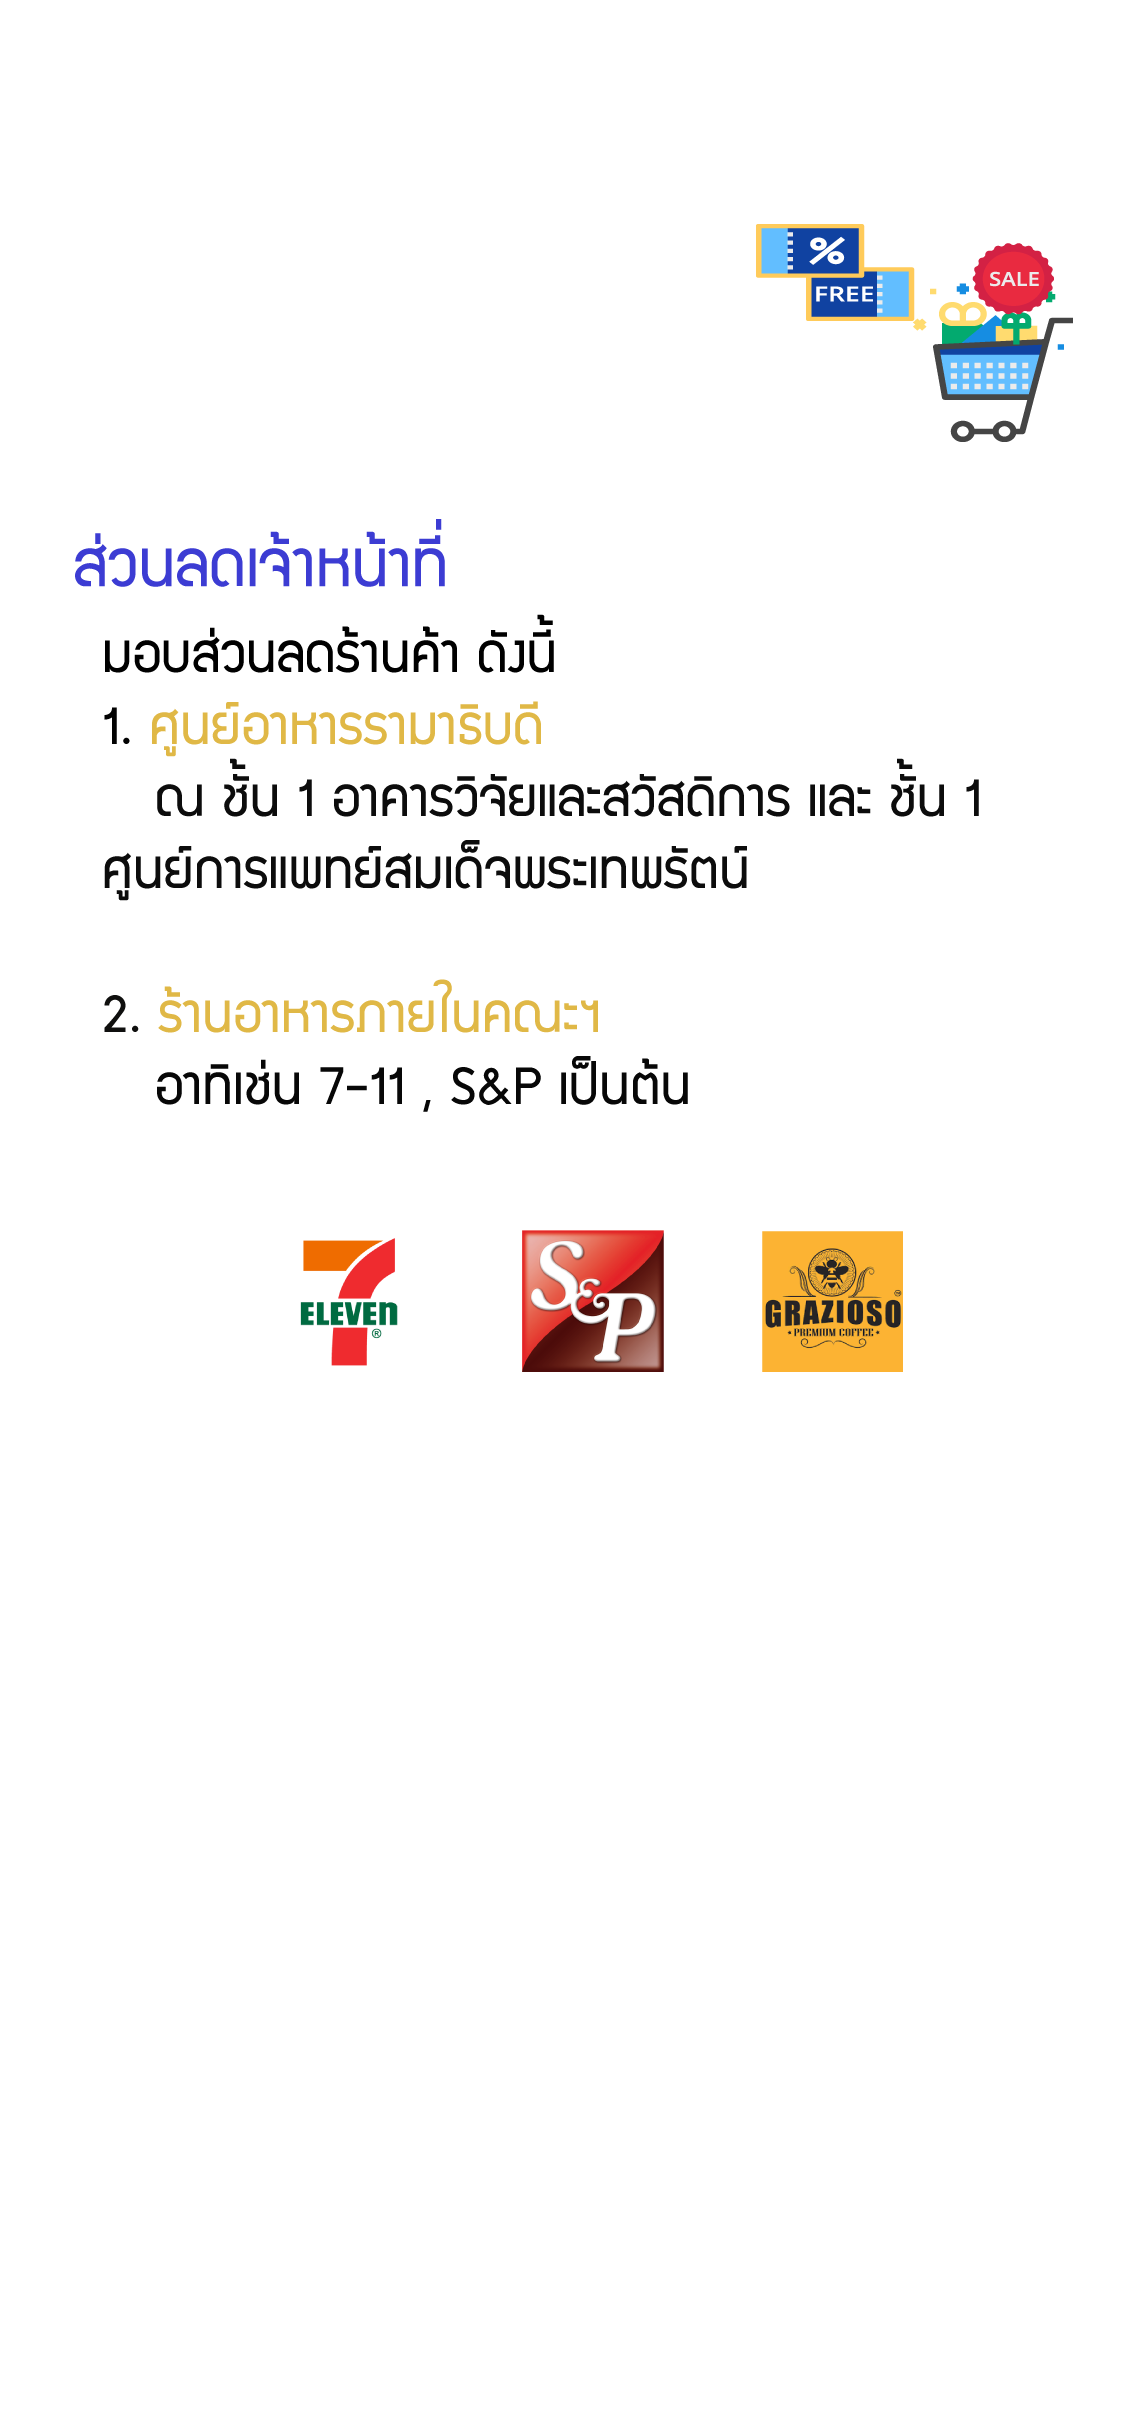 %
FREE
SALE
ส่วนลดเจ้าหน้าที่
มอบส่วนลดร้านค้า ดังนี้
1. ศูนย์อาหารรามาธิบดี
ณ ชั้น 1 อาคารวิจัยและสวัสดิการ และ ชั้น 1
ศูนย์การแพทย์สมเด็จพระเทพรัตน์
2. ร้านอาหารภายในคณะฯ
อาทิเช่น 7-11 , S&P เป็นต้น
7
ELEVEn
®
S&P
GRAZIOSO
• PREMIUM COFFEE •